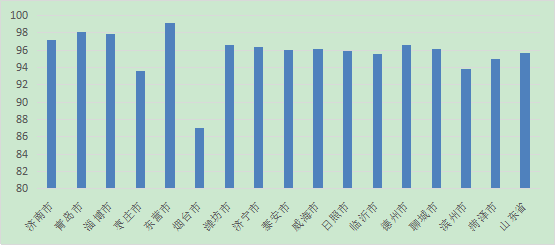 100
98
96
94
92
90
88
86
84
82
80
济南市
青岛市
淄博市
枣庄市
东营市
烟台市
潍坊市
济宁市
泰安市
威海市
日照市
临沂市
德州市
聊城市
滨州市
菏泽市
山东省